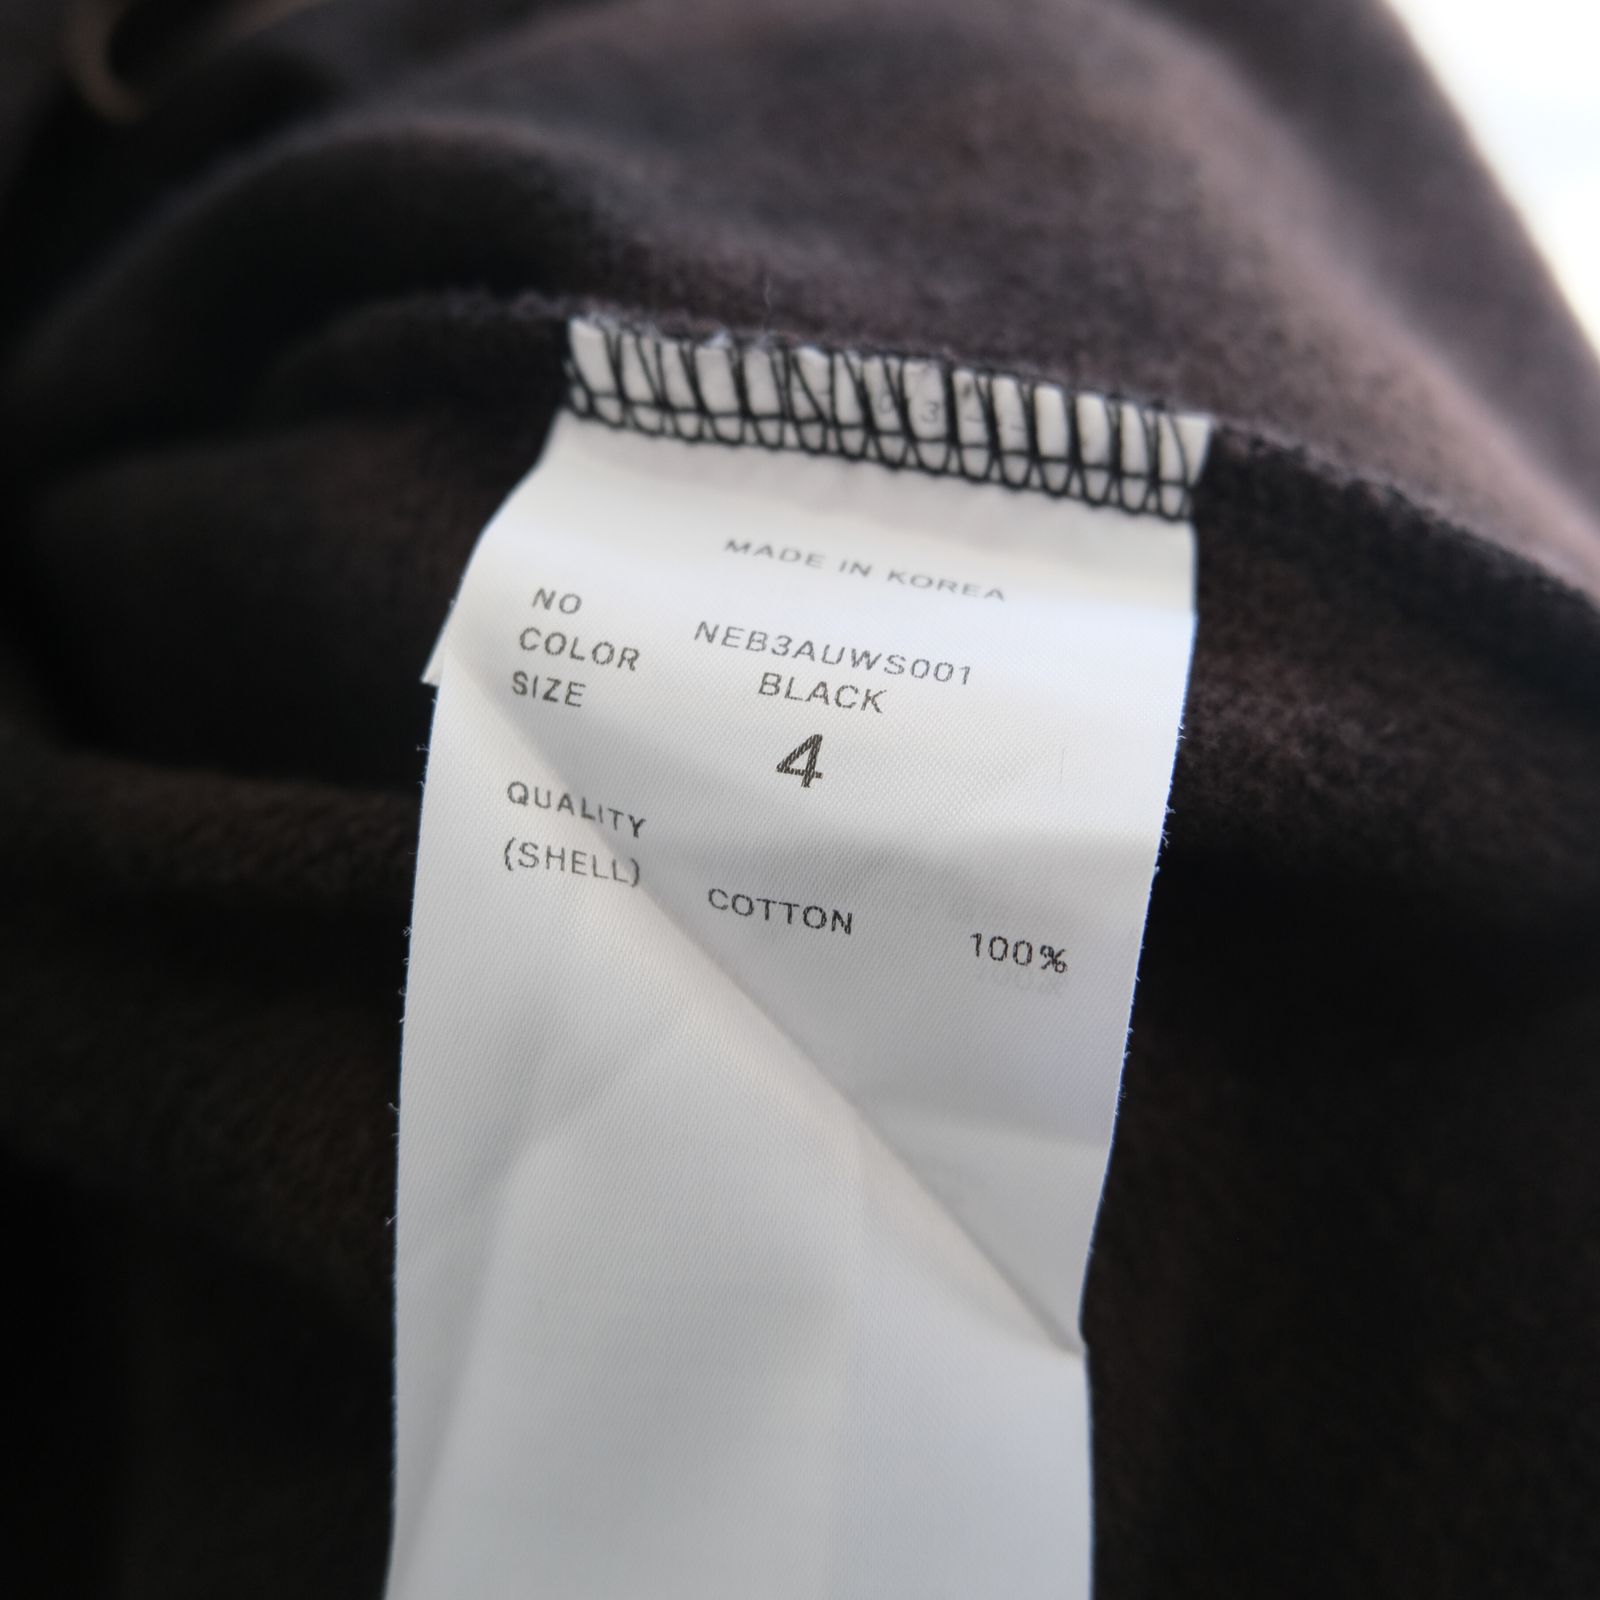 MADE IN KOREA
NO NEB3AUWS001
COLOR BLACK
SIZE 4
QUALITY
(SHELL)
COTTON 100%